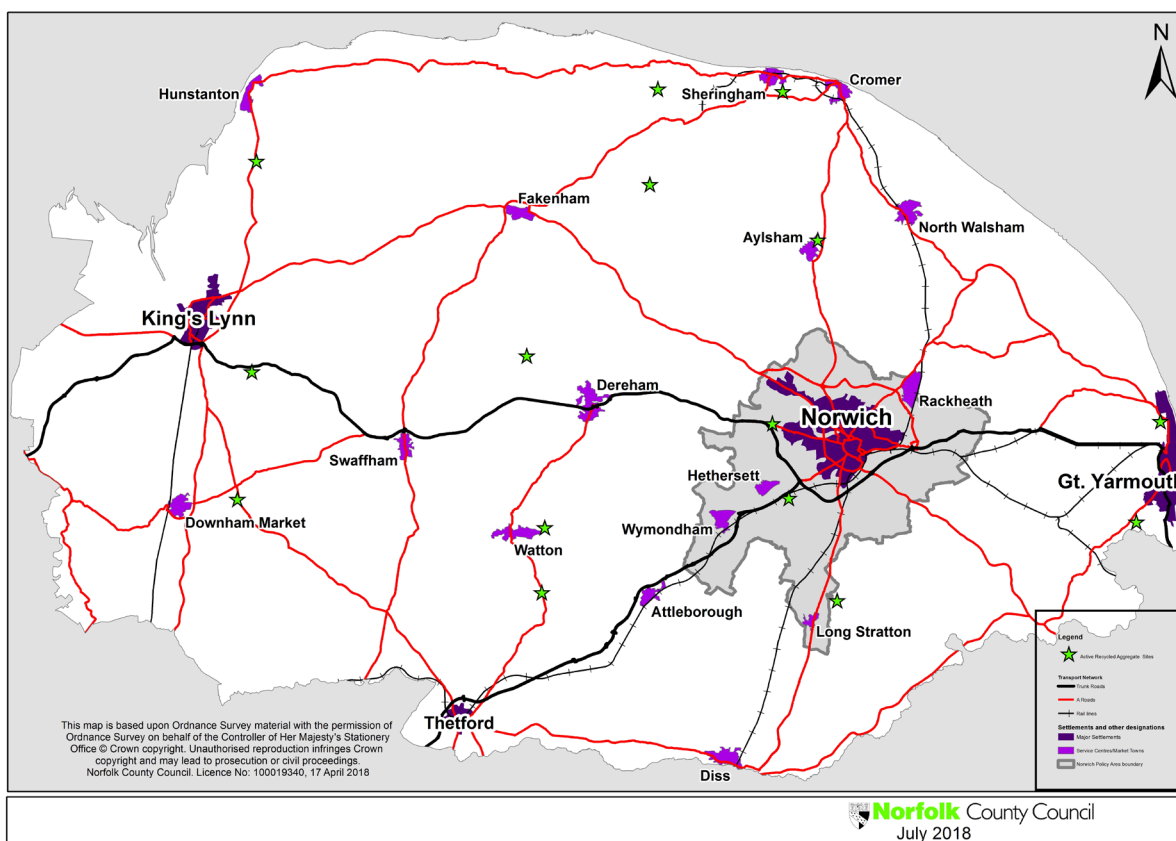 N
Hunstanton
Sheringham
Cromer
Fakenham
North Walsham
Aylsham
King's Lynn
Dereham
Rackheath
Norwich
Swaffham
Hethersett
Gt. Yarmouth
Downham Market
Wymondham
Watton
Attleborough
Long Stratton
Thetford
Diss
Legend
Active Recycled Aggregate Sites
Transport Network
Trunk Roads
A Roads
Rail lines
Settlements and other designations
Major Settlements
Service Centres/Market Towns
Norwich Policy Area boundary
This map is based upon Ordnance Survey material with the permission of
Ordnance Survey on behalf of the Controller of Her Majesty's Stationery
Office © Crown copyright. Unauthorised reproduction infringes Crown
copyright and may lead to prosecution or civil proceedings.
Norfolk County Council. Licence No: 100019340, 17 April 2018
Norfolk County Council
July 2018